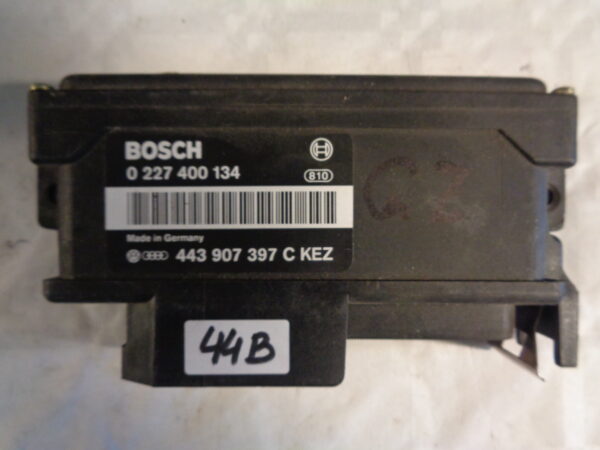 BOSCH
0 227 400 134
810
Made in Germany
443 907 397 C KEZ
44B